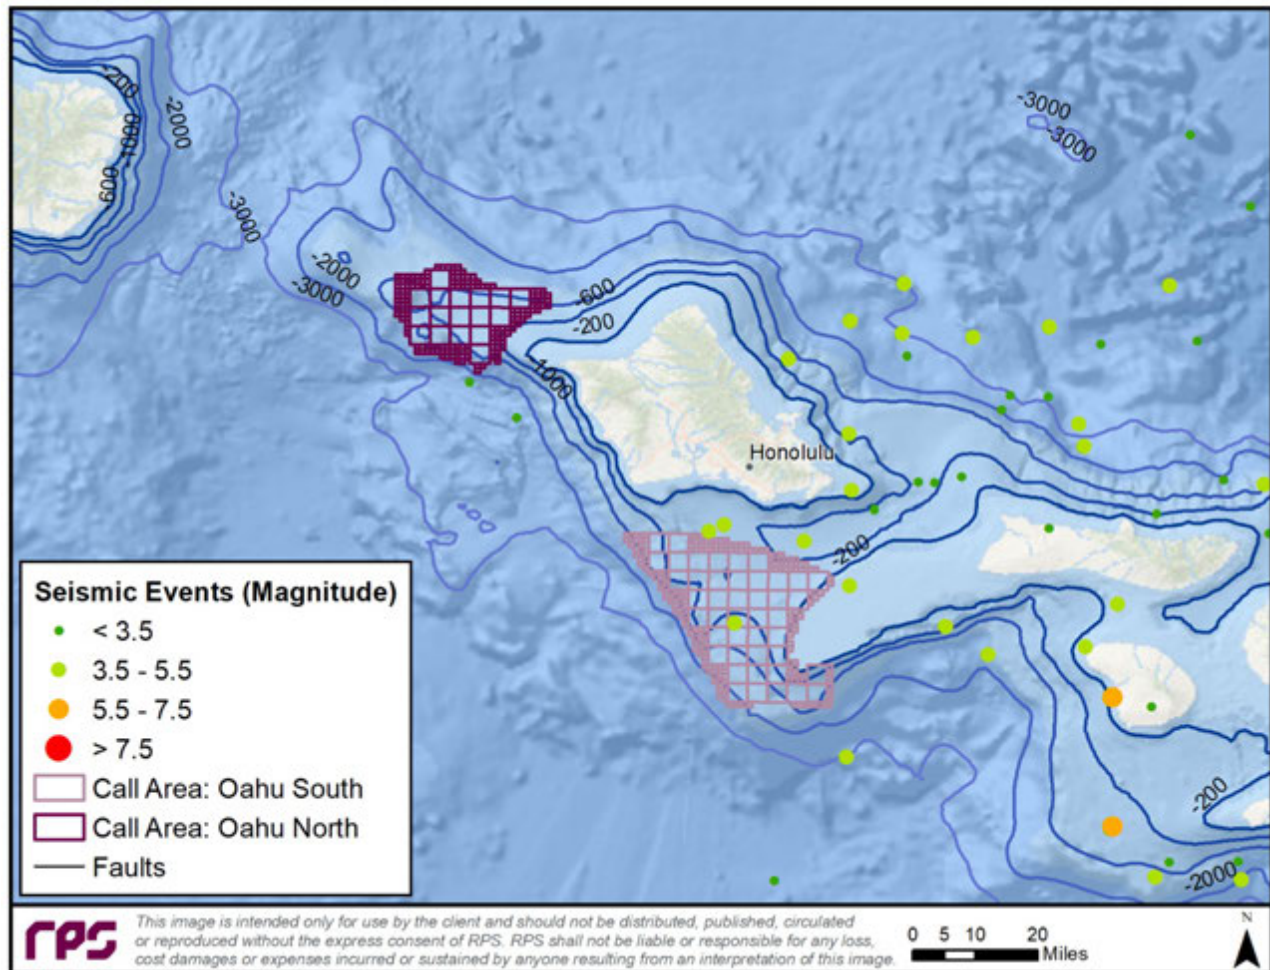 -200
-2000
-1000
-600
-3000
-3000
-3000
-2000
-3000
-600
-200
-1000
Honolulu
-200
-200
-2000
Seismic Events (Magnitude)
< 3.5
3.5 - 5.5
5.5 - 7.5
> 7.5
Call Area: Oahu South
Call Area: Oahu North
Faults
rps
This image is intended only for use by the client and should not be distributed, published, circulated
or reproduced without the express consent of RPS. RPS shall not be liable or responsible for any loss,
cost damages or expenses incurred or sustained by anyone resulting from an interpretation of this image.
0 5 10 20
Miles
N